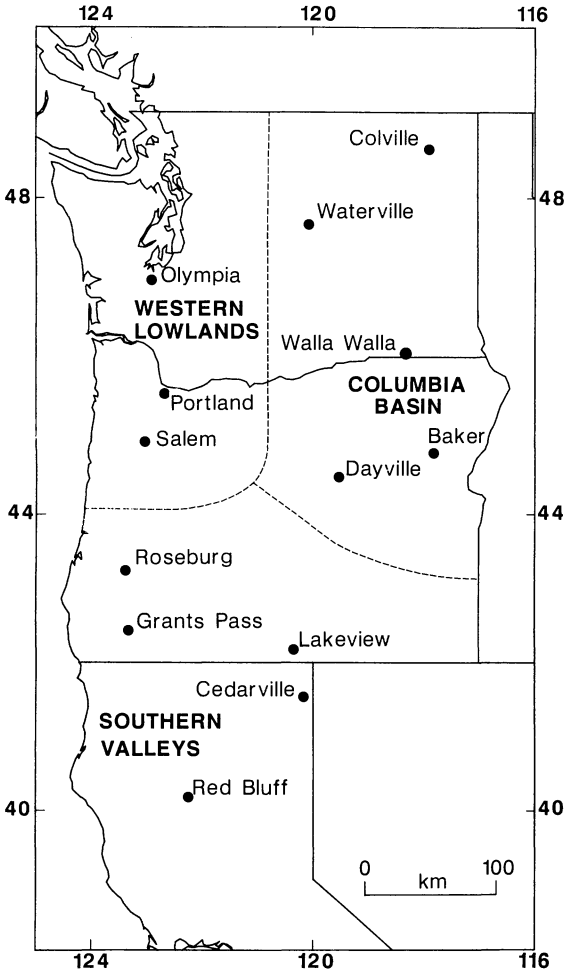 124 120 116
Colville
48 48
Waterville
Olympia
WESTERN
LOWLANDS
Walla Walla
COLUMBIA
BASIN
Portland
Baker
Salem
Dayville
44 44
Roseburg
Grants Pass
Lakeview
Cedarville
SOUTHERN
VALLEYS
Red Bluff
40 40
0 100
km
124 120 116